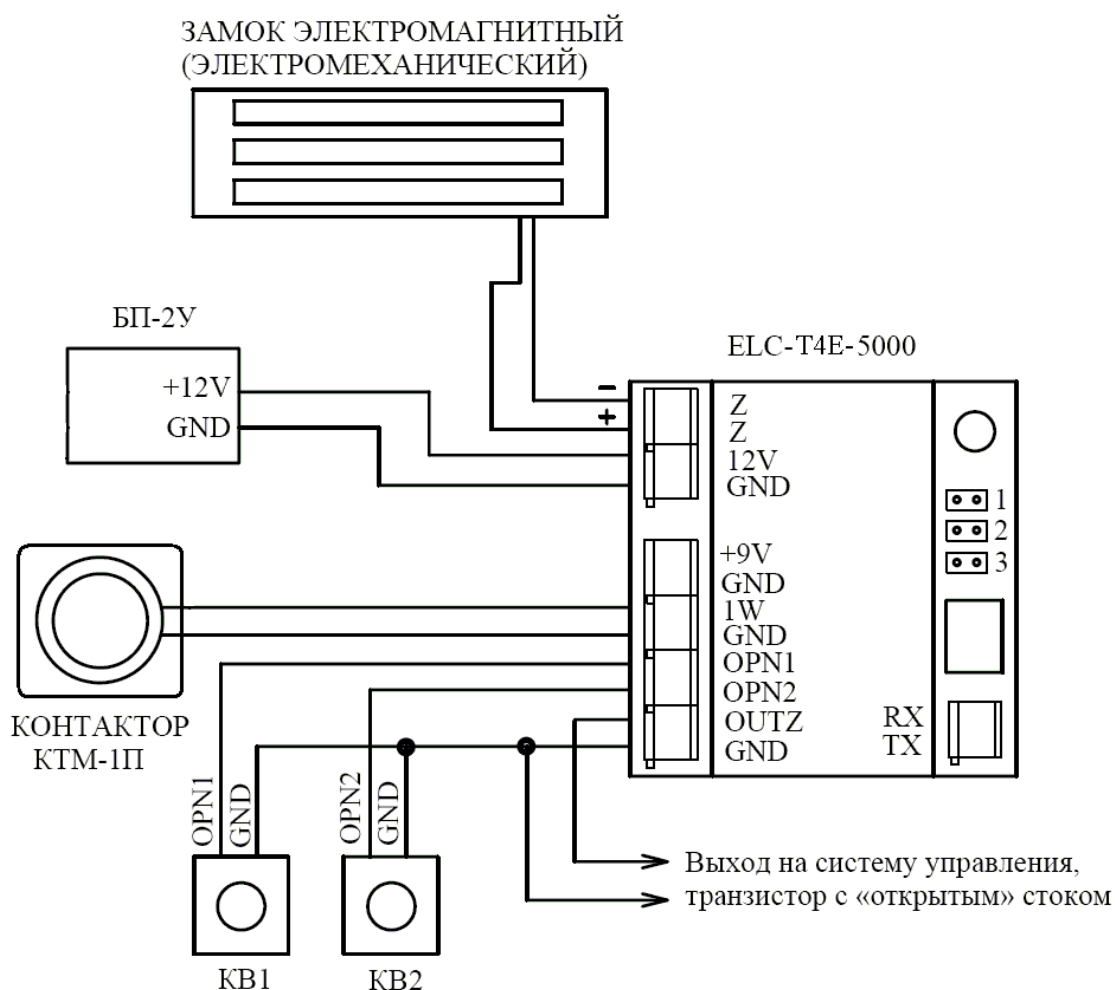 ЗАМОК ЭЛЕКТРОМАГНИТНЫЙ
(ЭЛЕКТРОМЕХАНИЧЕСКИЙ)
БП-2У
+12V
GND
ELC-T4E-5000
-
+
Z
Z
12V
GND
1
2
3
+9V
GND
1W
GND
OPN1
OPN2
OUTZ
GND
RX
TX
КОНТАКТОР
КТМ-1П
OPN1
GND
OPN2
GND
КВ1
КВ2
Выход на систему управления,
транзистор с «открытым» стоком